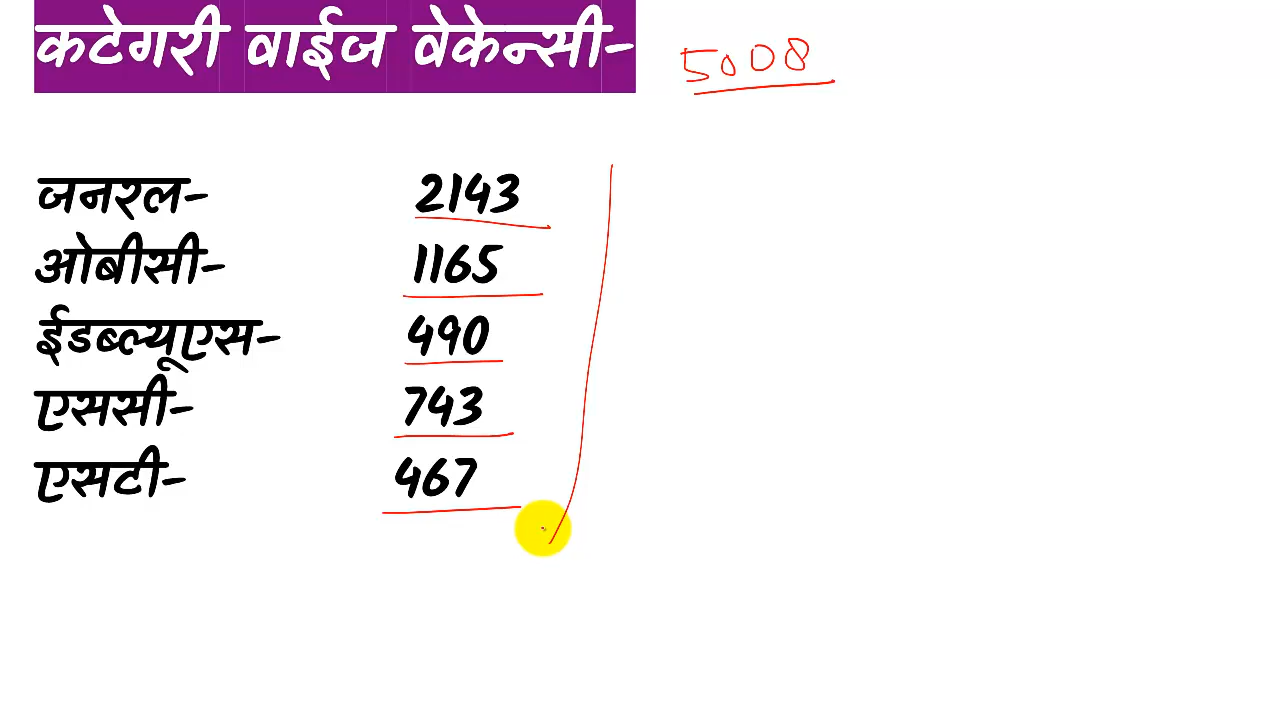 कटेगरी वाईज वेकेन्सी- 5008
जनरल- 2143
ओबीसी- 1165
ईडब्ल्यूएस- 490
एससी- 743
एसटी- 467